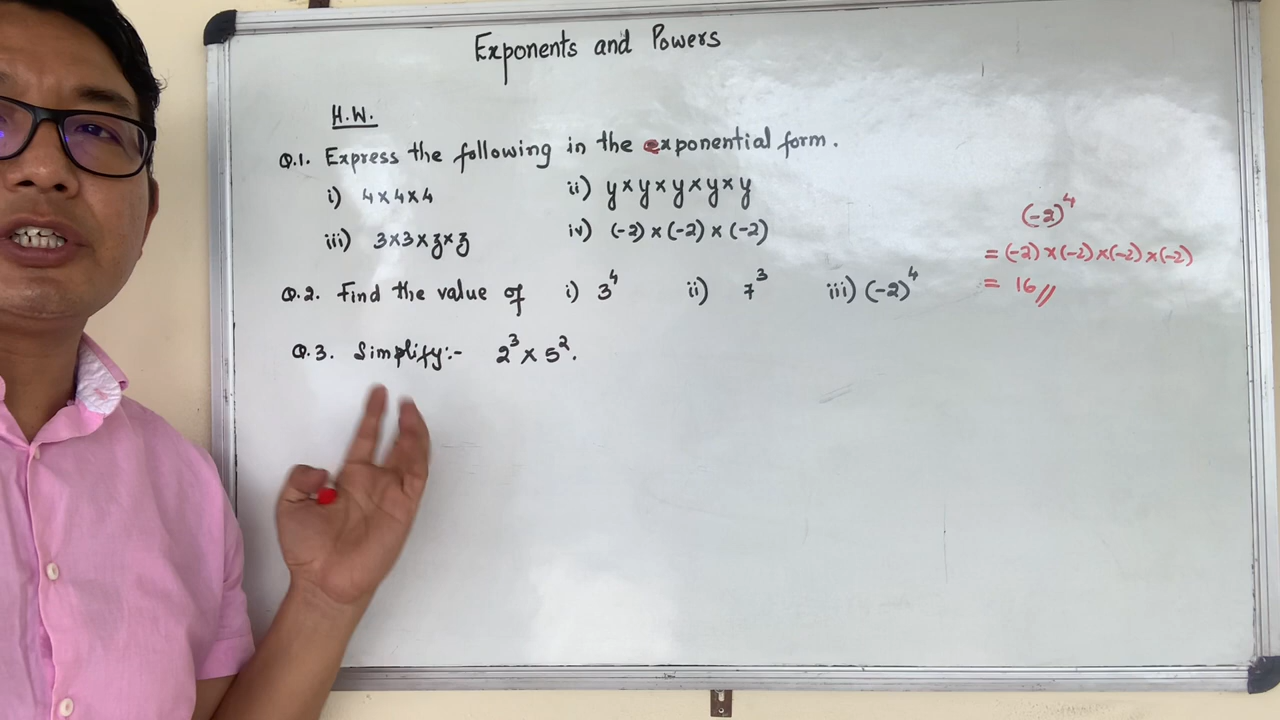 Exponents and Powers
H.W.
Q.1. Express the following in the exponential form.
i) 4×4×4 ii) y×y×y×y×y
iii) 3×3×z×z iv) (-2)×(-2)×(-2)
Q.2. Find the value of i) 3⁴ ii) 7³ iii) (-2)⁴
Q.3. Simplify:- 2³×5².
(-2)⁴
= (-2)×(-2)×(-2)×(-2)
= 16//